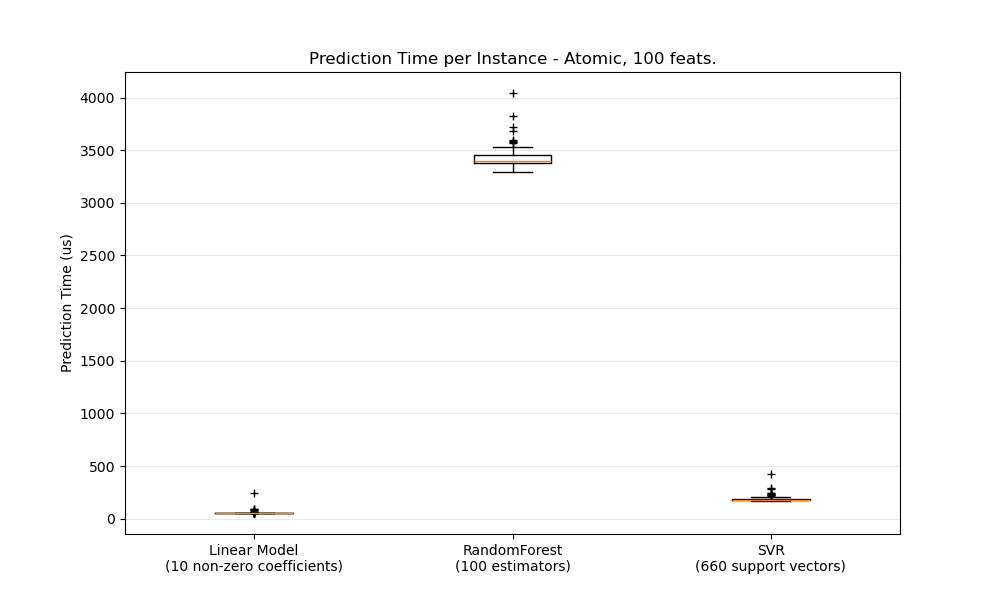 Prediction Time per Instance - Atomic, 100 feats.
Prediction Time (us)
4000
3500
3000
2500
2000
1500
1000
500
0
Linear Model
(10 non-zero coefficients)
RandomForest
(100 estimators)
SVR
(660 support vectors)